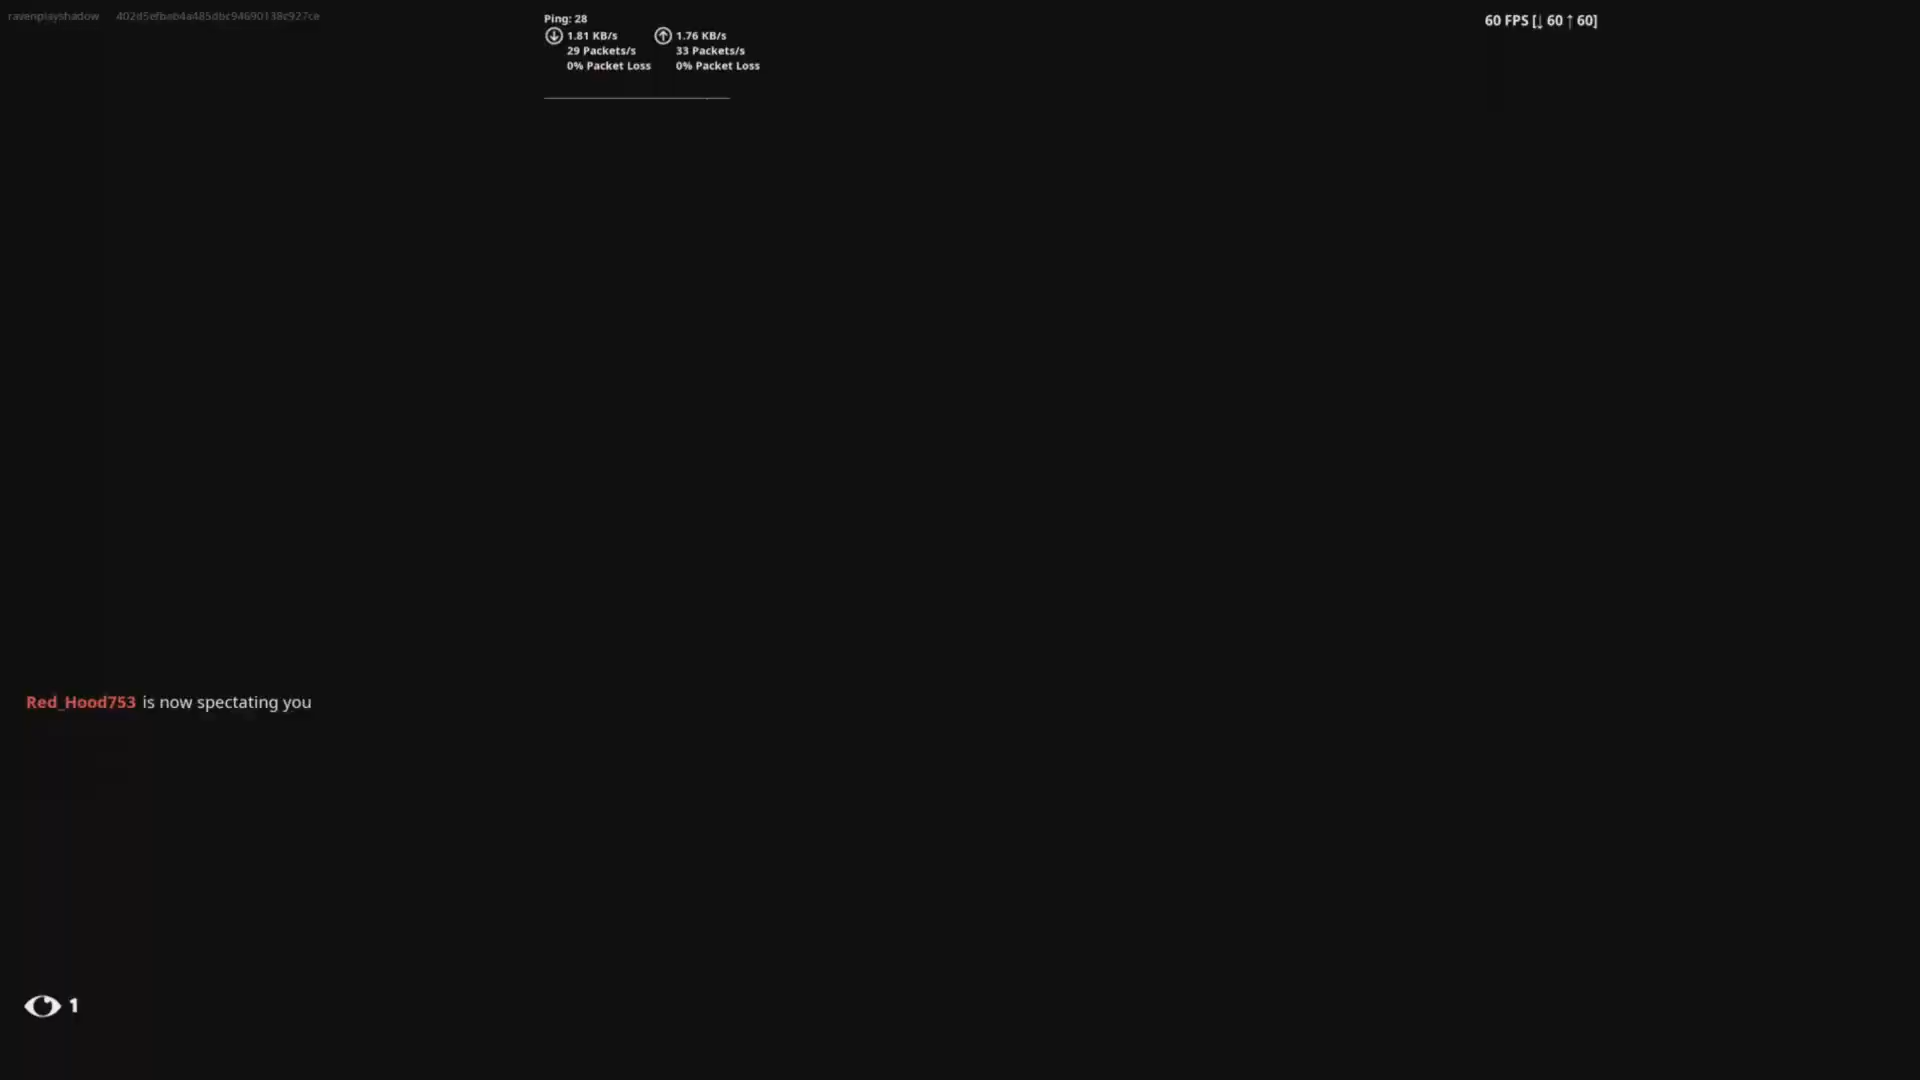 ravenplayshadow
Ping: 28
1.81 KB/s 1.76 KB/s
29 Packets/s 33 Packets/s
0% Packet Loss 0% Packet Loss
60 FPS [↓ 60 ↑ 60]
Red_Hood753 is now spectating you
1